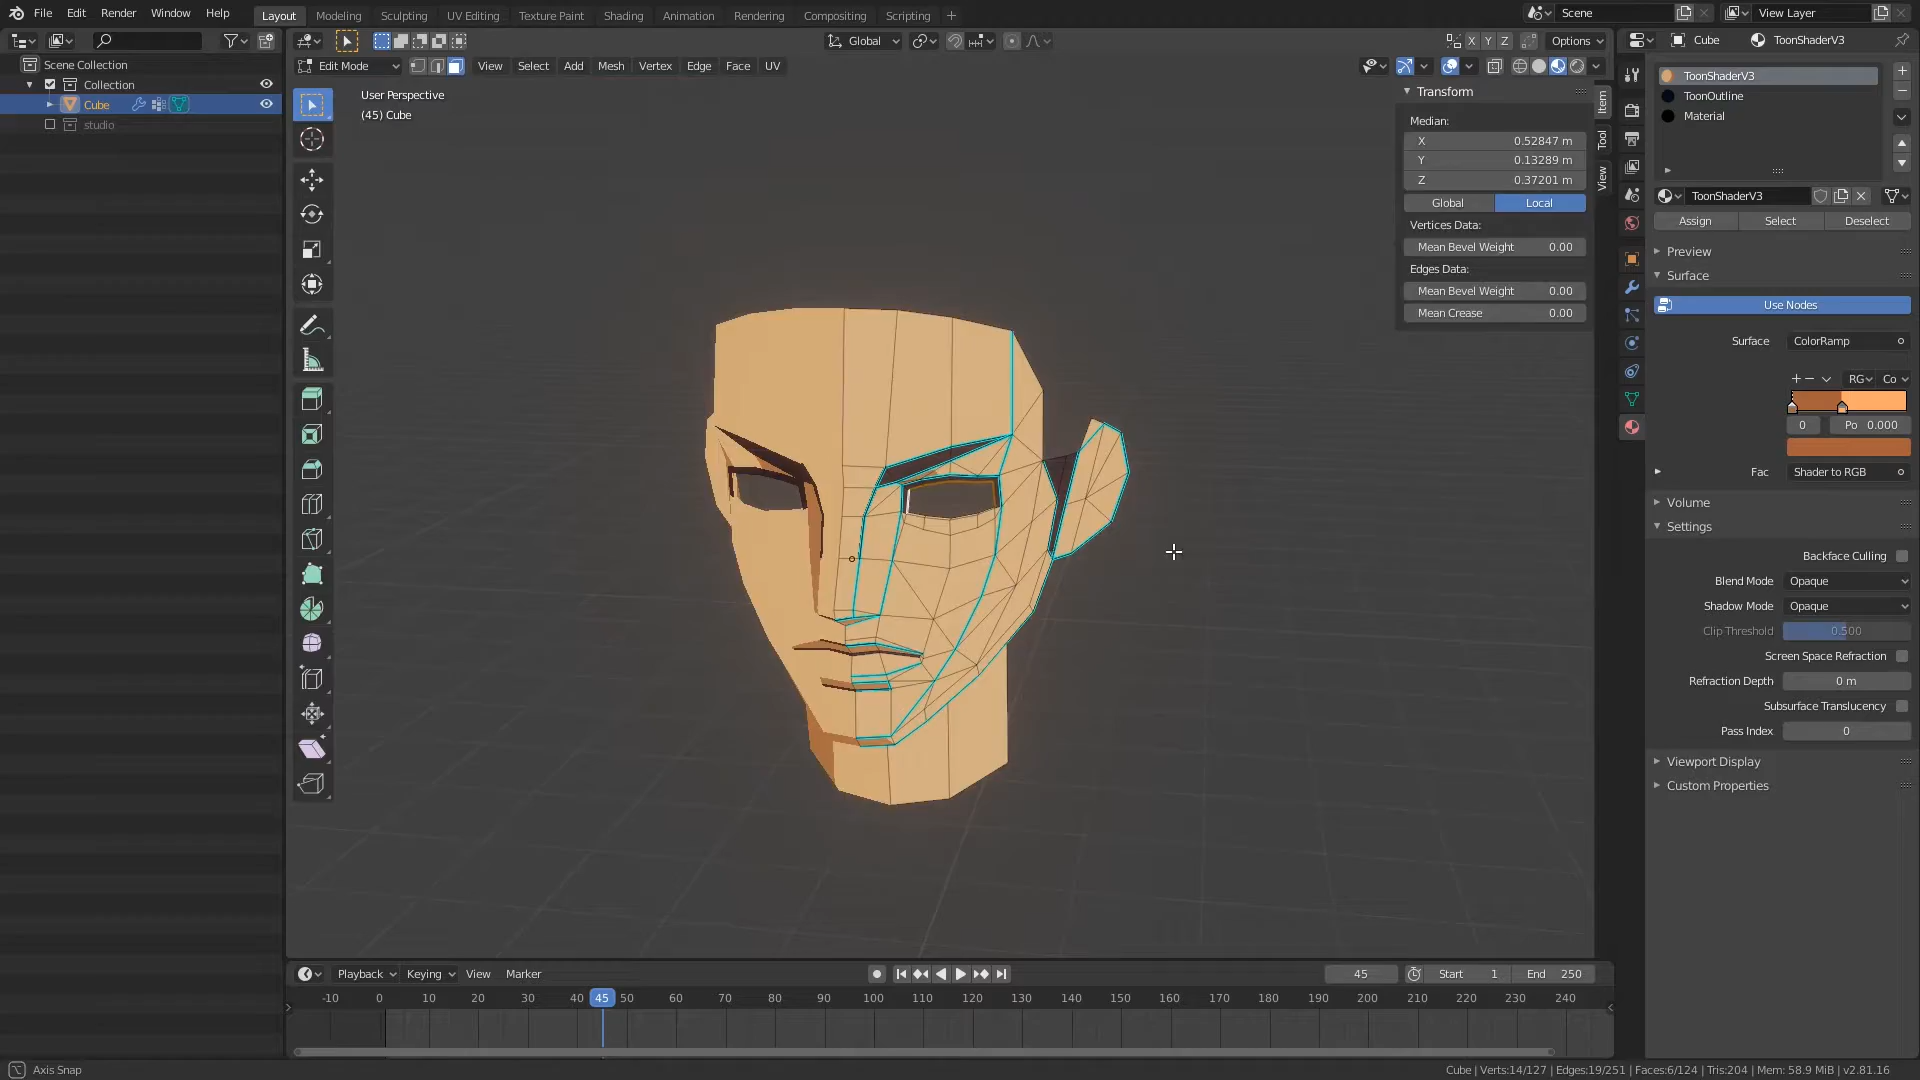 File Edit Render Window Help
Layout Modeling Sculpting UV Editing Texture Paint Shading Animation Rendering Compositing Scripting +
Scene
View Layer
Global
Options
Cube ToonShaderV3
Edit Mode
View Select Add Mesh Vertex Edge Face UV
X Y Z
Scene Collection
Collection
Cube
studio
User Perspective
(45) Cube
Transform
Median:
X 0.52847 m
Y 0.13289 m
Z 0.37201 m
Global Local
Vertices Data:
Mean Bevel Weight 0.00
Edges Data:
Mean Bevel Weight 0.00
Mean Crease 0.00
Item
Tool
View
ToonShaderV3
ToonOutline
Material
ToonShaderV3
Assign Select Deselect
Preview
Surface
Use Nodes
Surface ColorRamp
RG Co
0 Po 0.000
Fac Shader to RGB
Volume
Settings
Backface Culling
Blend Mode Opaque
Shadow Mode Opaque
Clip Threshold 0.500
Screen Space Refraction
Refraction Depth 0 m
Subsurface Translucency
Pass Index 0
Viewport Display
Custom Properties
Playback Keying View Marker
45 Start 1 End 250
-10 0 10 20 30 40 45 50 60 70 80 90 100 110 120 130 140 150 160 170 180 190 200 210 220 230 240
Axis Snap
Cube | Verts:14/127 | Edges:19/251 | Faces:6/124 | Tris:204 | Mem: 58.9 MiB | v2.81.16